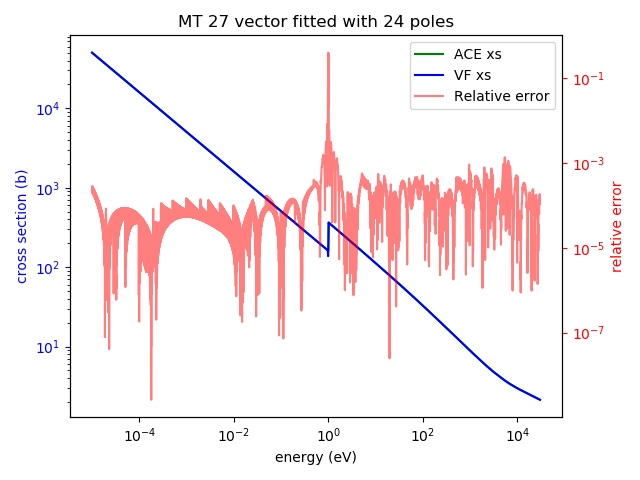 MT 27 vector fitted with 24 poles
ACE xs
VF xs
Relative error
cross section (b)
10^4
10^3
10^2
10^1
10^-1
10^-3
10^-5
10^-7
relative error
10^-4 10^-2 10^0 10^2 10^4
energy (eV)